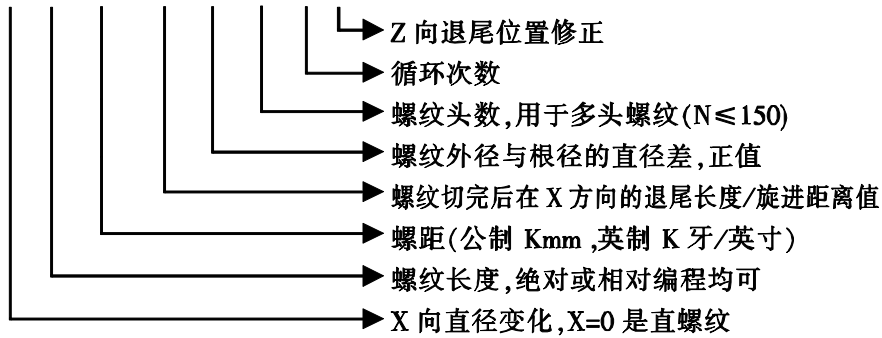 Z 向退尾位置修正
循环次数
螺纹头数,用于多头螺纹(N≤150)
螺纹外径与根径的直径差,正值
螺纹切完后在 X 方向的退尾长度/旋进距离值
螺距(公制 Kmm ,英制 K 牙/英寸)
螺纹长度,绝对或相对编程均可
X 向直径变化,X=0 是直螺纹